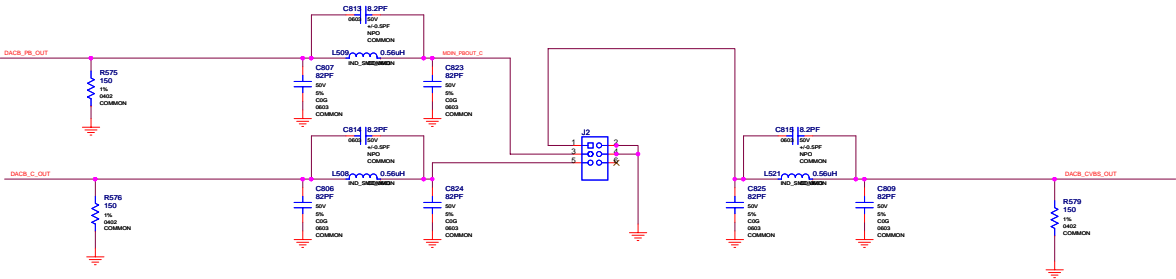 C813
8.2PF
0603
50V
+/-0.5PF
NPO
COMMON
DACB_PB_OUT
L509
0.56uH
MDIN_PBOUT_C
R575
150
1%
0402
COMMON
C807
82PF
50V
5%
C0G
0603
COMMON
C823
82PF
50V
5%
C0G
0603
COMMON
C814
8.2PF
0603
50V
+/-0.5PF
NPO
COMMON
J2
1
2
3
4
5
6
C815
8.2PF
0603
50V
+/-0.5PF
NPO
COMMON
DACB_C_OUT
L508
0.56uH
L521
0.56uH
DACB_CVBS_OUT
R576
150
1%
0402
COMMON
C806
82PF
50V
5%
C0G
0603
COMMON
C824
82PF
50V
5%
C0G
0603
COMMON
C825
82PF
50V
5%
C0G
0603
COMMON
C809
82PF
50V
5%
C0G
0603
COMMON
R579
150
1%
0402
COMMON